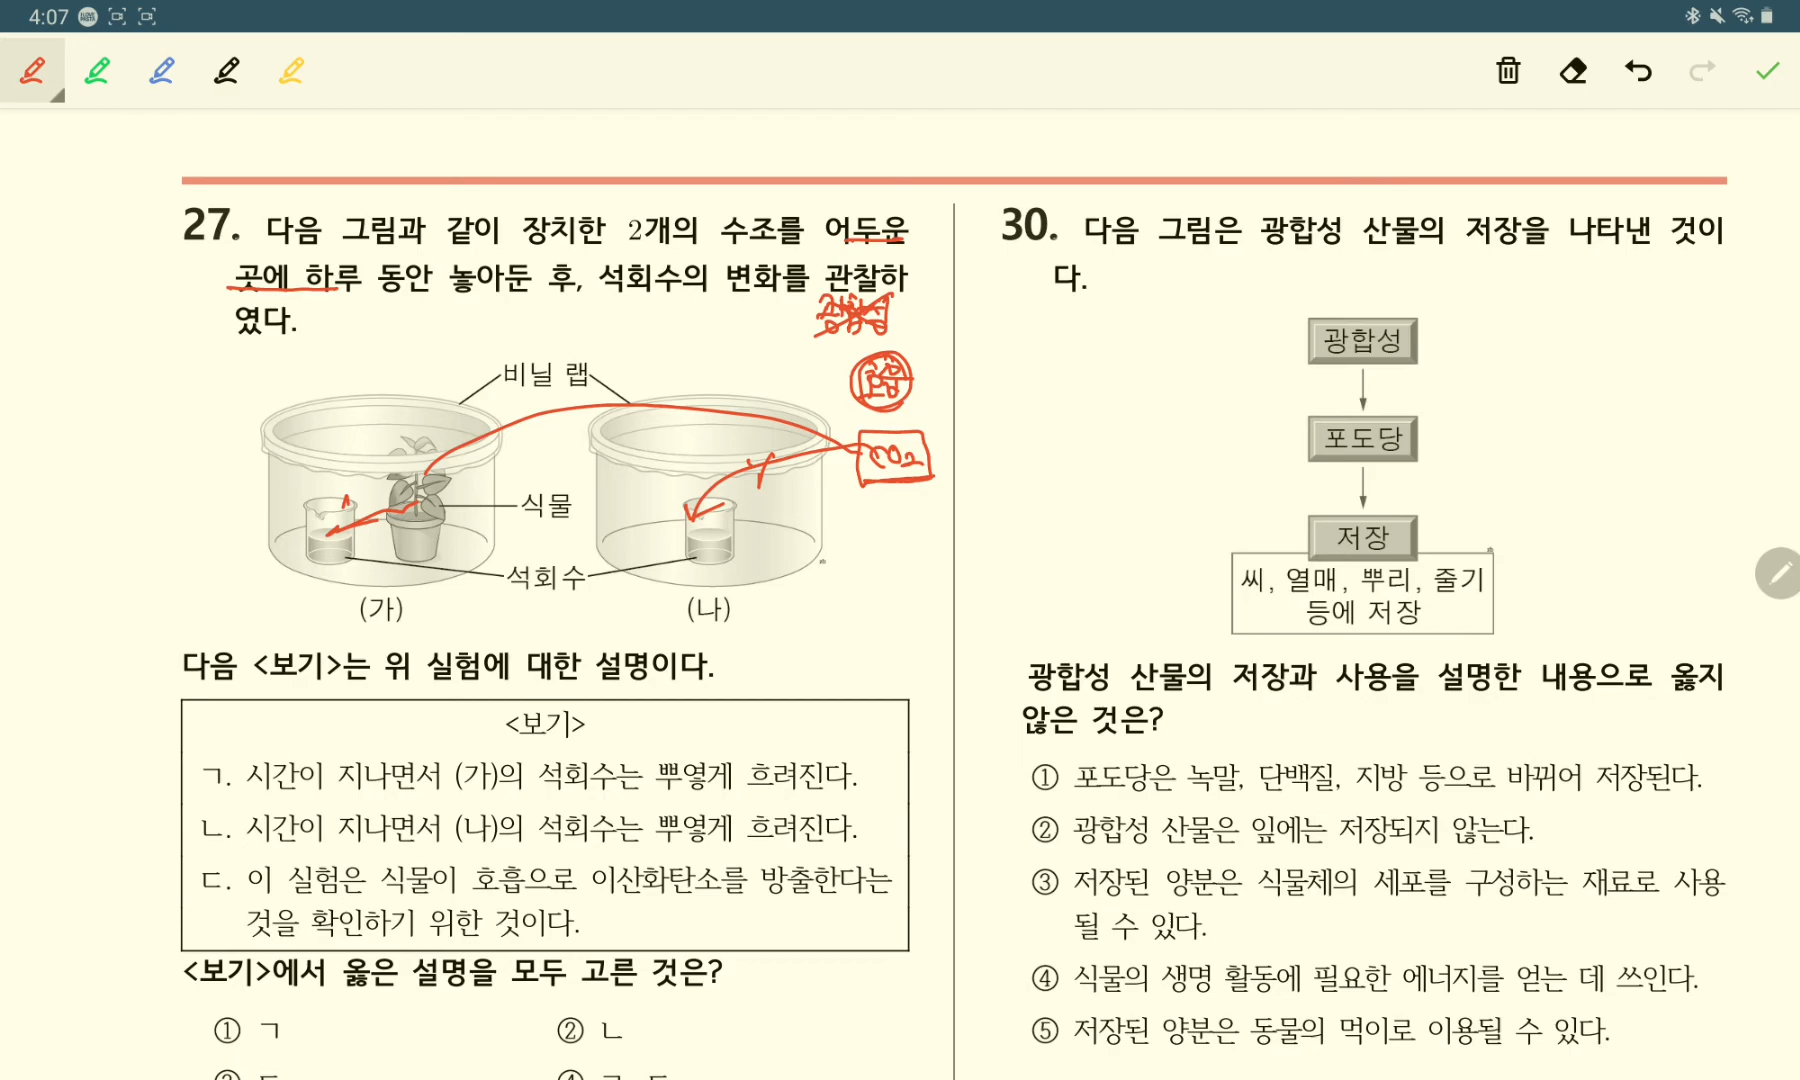 4:07
27. 다음 그림과 같이 장치한 2개의 수조를 어두운
곳에 하루 동안 놓아둔 후, 석회수의 변화를 관찰하
였다.
비닐 랩
식물
석회수
(가)
(나)
다음 <보기>는 위 실험에 대한 설명이다.
<보기>
ㄱ. 시간이 지나면서 (가)의 석회수는 뿌옇게 흐려진다.
ㄴ. 시간이 지나면서 (나)의 석회수는 뿌옇게 흐려진다.
ㄷ. 이 실험은 식물이 호흡으로 이산화탄소를 방출한다는
것을 확인하기 위한 것이다.
<보기>에서 옳은 설명을 모두 고른 것은?
① ㄱ
② ㄴ
30. 다음 그림은 광합성 산물의 저장을 나타낸 것이
다.
광합성
포도당
저장
씨, 열매, 뿌리, 줄기
등에 저장
광합성 산물의 저장과 사용을 설명한 내용으로 옳지
않은 것은?
① 포도당은 녹말, 단백질, 지방 등으로 바뀌어 저장된다.
② 광합성 산물은 잎에는 저장되지 않는다.
③ 저장된 양분은 식물체의 세포를 구성하는 재료로 사용
될 수 있다.
④ 식물의 생명 활동에 필요한 에너지를 얻는 데 쓰인다.
⑤ 저장된 양분은 동물의 먹이로 이용될 수 있다.